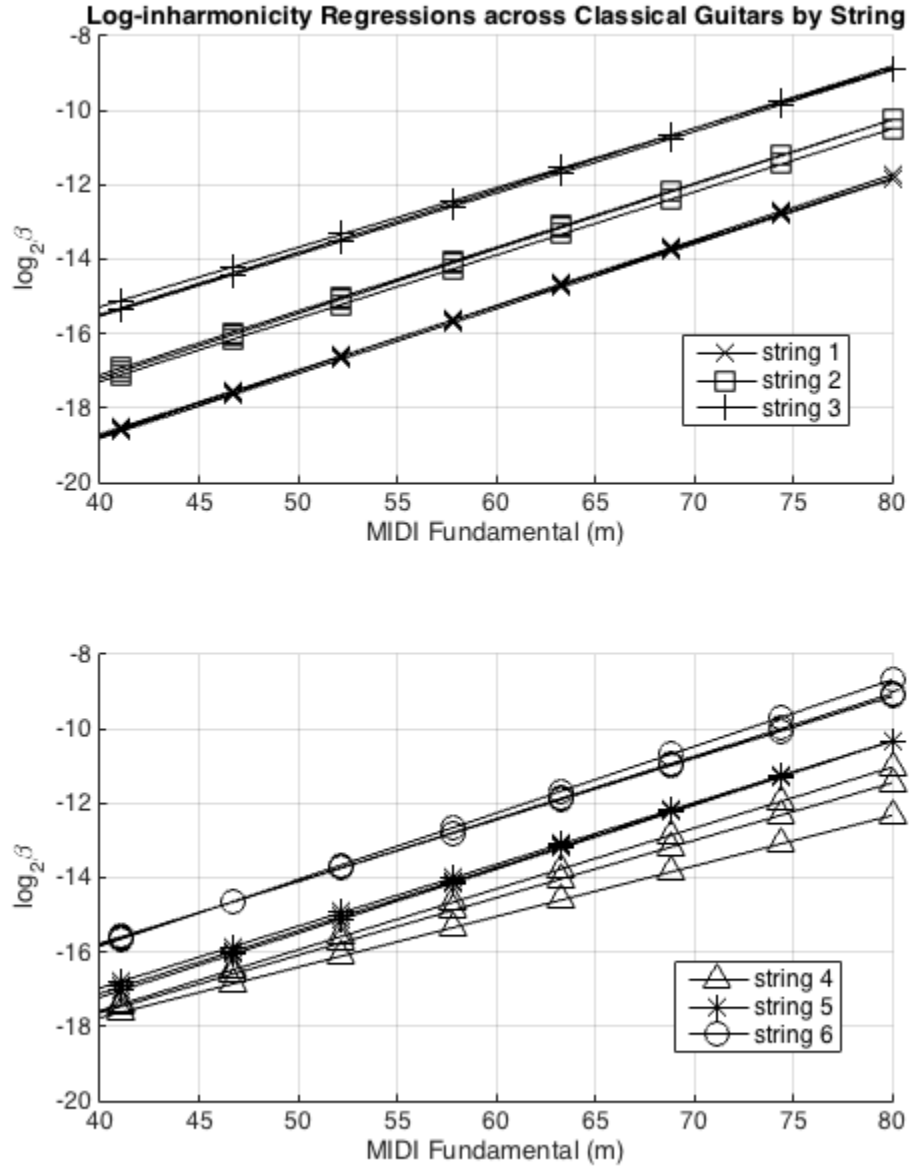 Log-inharmonicity Regressions across Classical Guitars by String
-8
-10
-12
-14
-16
-18
-20
log₂β
string 1
string 2
string 3
40 45 50 55 60 65 70 75 80
MIDI Fundamental (m)
-8
-10
-12
-14
-16
-18
-20
log₂β
string 4
string 5
string 6
40 45 50 55 60 65 70 75 80
MIDI Fundamental (m)